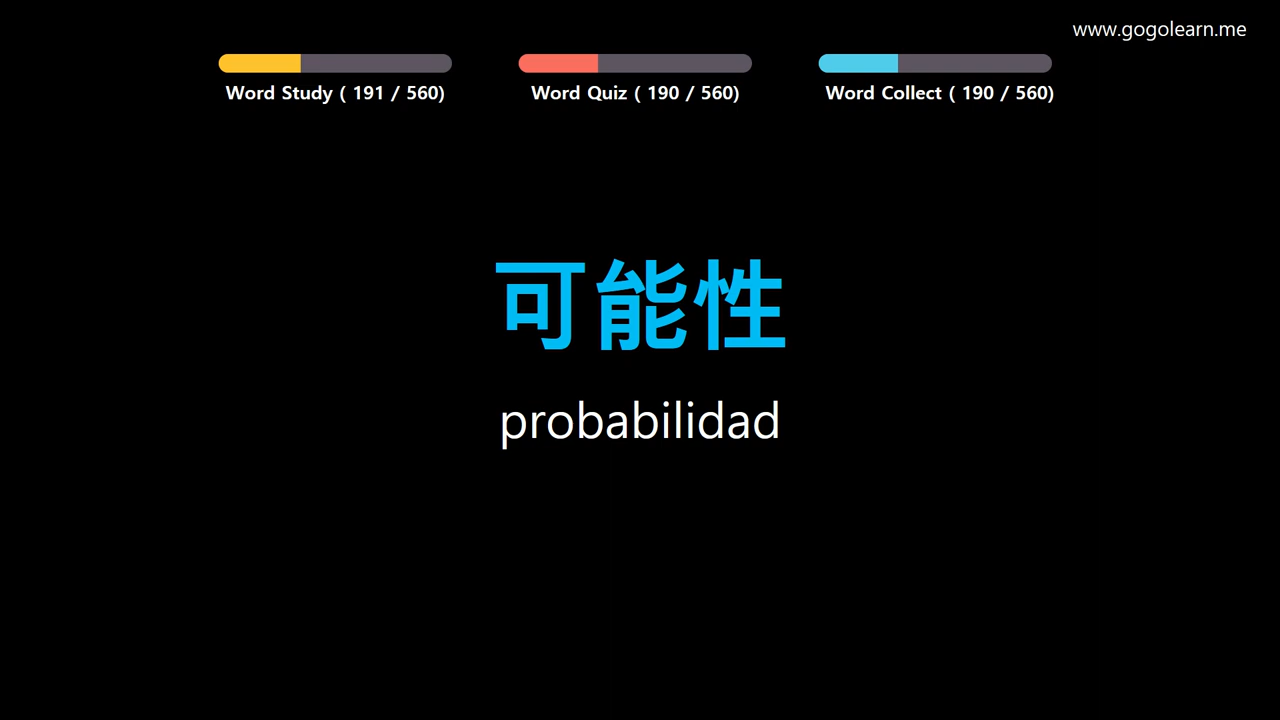 www.gogolearn.me
Word Study ( 191 / 560)
Word Quiz ( 190 / 560)
Word Collect ( 190 / 560)
可能性
probabilidad